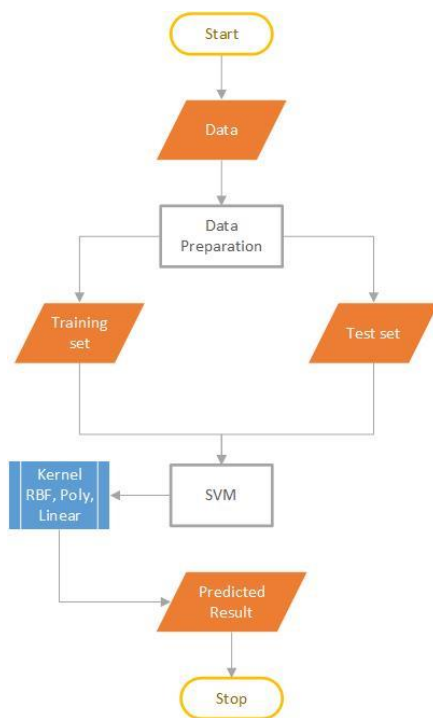 Start
Data
Data
Preparation
Training
set
Test set
Kernel
RBF, Poly,
Linear
SVM
Predicted
Result
Stop